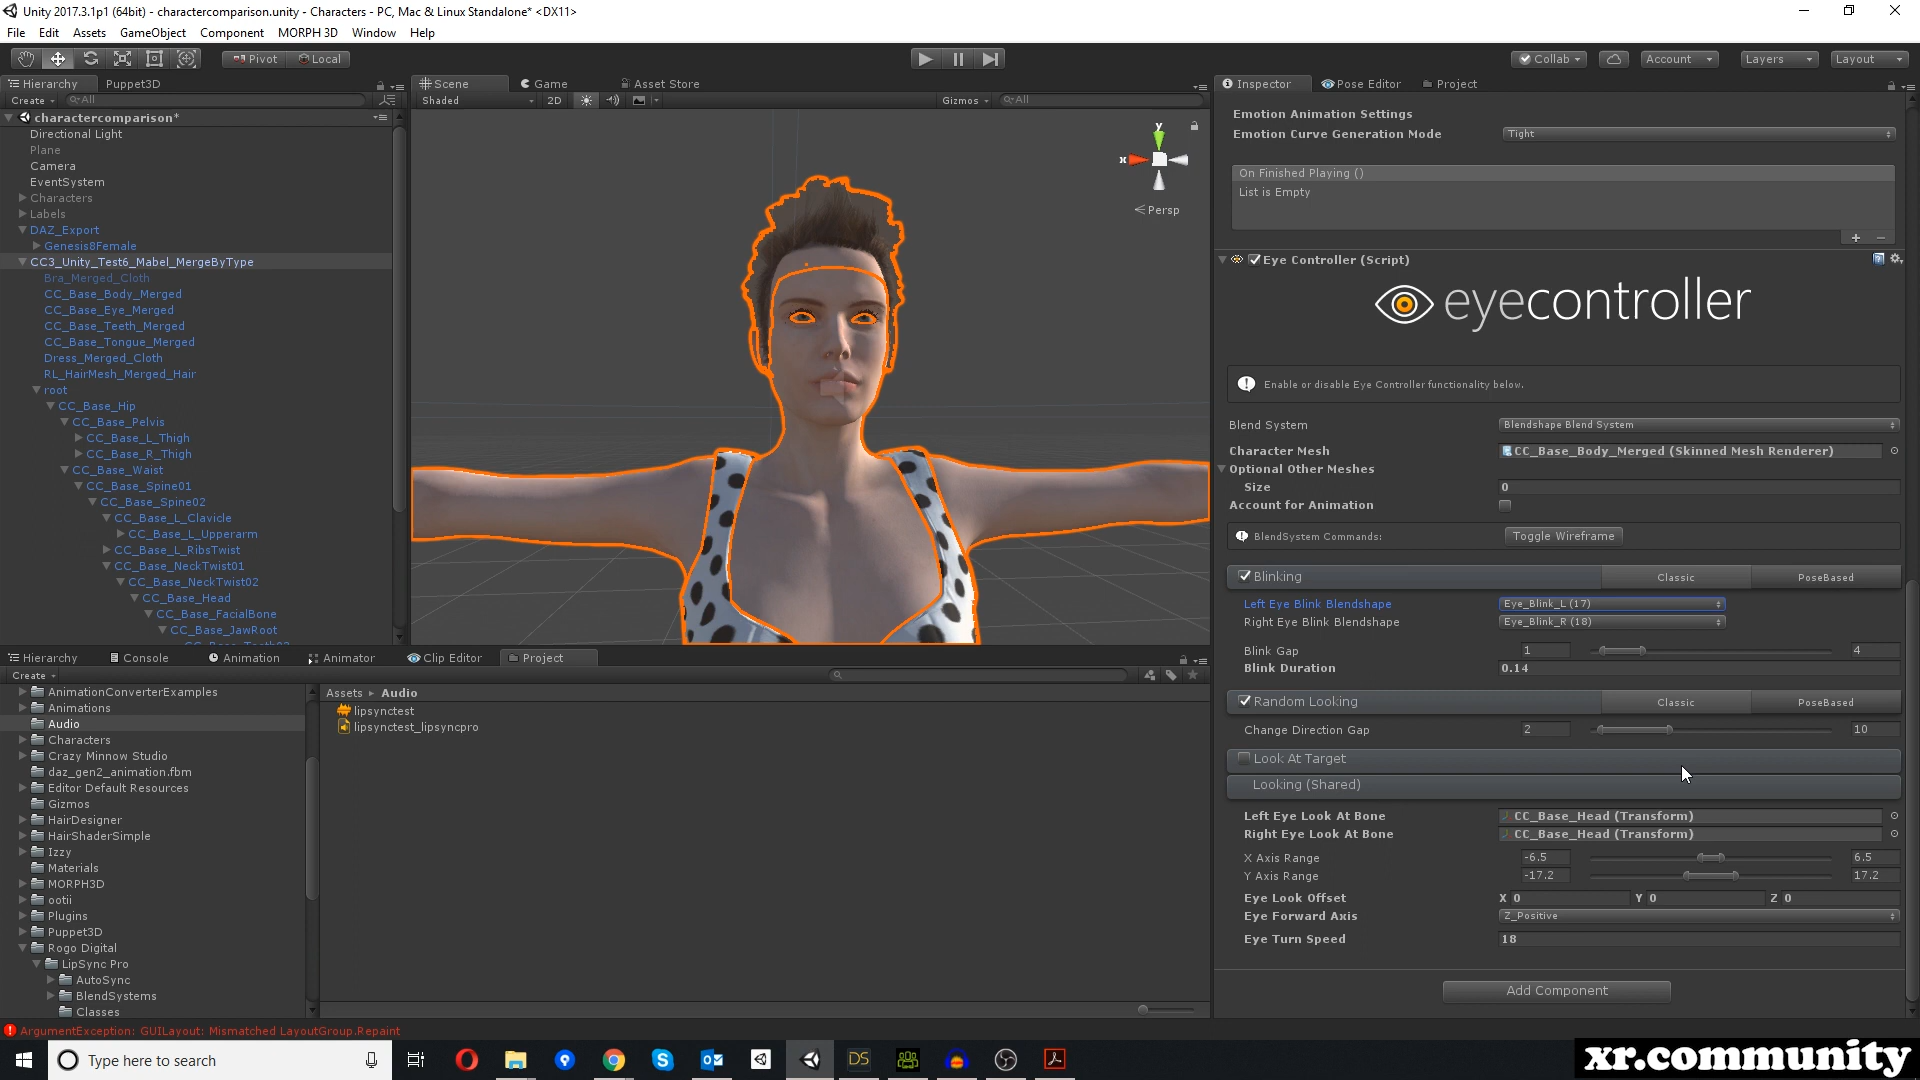 Unity 2017.3.1p1 (64bit) - charactercomparison.unity - Characters - PC, Mac & Linux Standalone* <DX11>
File Edit Assets GameObject Component MORPH 3D Window Help
Pivot Local
Collab Account Layers Layout
Hierarchy Puppet3D
Create All
charactercomparison*
Directional Light
Plane
Camera
EventSystem
Characters
Labels
DAZ_Export
Genesis8Female
CC3_Unity_Test6_Mabel_MergeByType
Bra_Merged_Cloth
CC_Base_Body_Merged
CC_Base_Eye_Merged
CC_Base_Teeth_Merged
CC_Base_Tongue_Merged
Dress_Merged_Cloth
RL_HairMesh_Merged_Hair
root
CC_Base_Hip
CC_Base_Pelvis
CC_Base_L_Thigh
CC_Base_R_Thigh
CC_Base_Waist
CC_Base_Spine01
CC_Base_Spine02
CC_Base_L_Clavicle
CC_Base_L_Upperarm
CC_Base_L_RibsTwist
CC_Base_NeckTwist01
CC_Base_NeckTwist02
CC_Base_Head
CC_Base_FacialBone
CC_Base_JawRoot
Scene Game Asset Store
Shaded 2D Gizmos All
y
x
Persp
Inspector Pose Editor Project
Emotion Animation Settings
Emotion Curve Generation Mode Tight
On Finished Playing ()
List is Empty
Eye Controller (Script)
eyecontroller
Enable or disable Eye Controller functionality below.
Blend System Blendshape Blend System
Character Mesh CC_Base_Body_Merged (Skinned Mesh Renderer)
Optional Other Meshes
Size 0
Account for Animation
BlendSystem Commands: Toggle Wireframe
Blinking Classic PoseBased
Left Eye Blink Blendshape Eye_Blink_L (17)
Right Eye Blink Blendshape Eye_Blink_R (18)
Blink Gap 1 4
Blink Duration 0.14
Random Looking Classic PoseBased
Change Direction Gap 2 10
Look At Target
Looking (Shared)
Left Eye Look At Bone CC_Base_Head (Transform)
Right Eye Look At Bone CC_Base_Head (Transform)
X Axis Range -6.5 6.5
Y Axis Range -17.2 17.2
Eye Look Offset X 0 Y 0 Z 0
Eye Forward Axis Z_Positive
Eye Turn Speed 18
Add Component
Hierarchy Console Animation Animator Clip Editor Project
Create
AnimationConverterExamples
Animations
Audio
Characters
Crazy Minnow Studio
daz_gen2_animation.fbm
Editor Default Resources
Gizmos
HairDesigner
HairShaderSimple
Izzy
Materials
MORPH3D
ootii
Plugins
Puppet3D
Rogo Digital
LipSync Pro
AutoSync
BlendSystems
Classes
Assets Audio
lipsynctest
lipsynctest_lipsyncpro
ArgumentException: GUILayout: Mismatched LayoutGroup.Repaint
Type here to search
DS
xr.community